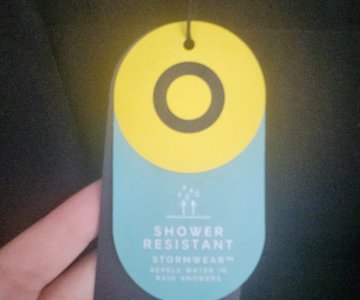 SHOWER
RESISTANT
STORMWEAR™
REPELS WATER IN
RAIN SHOWERS